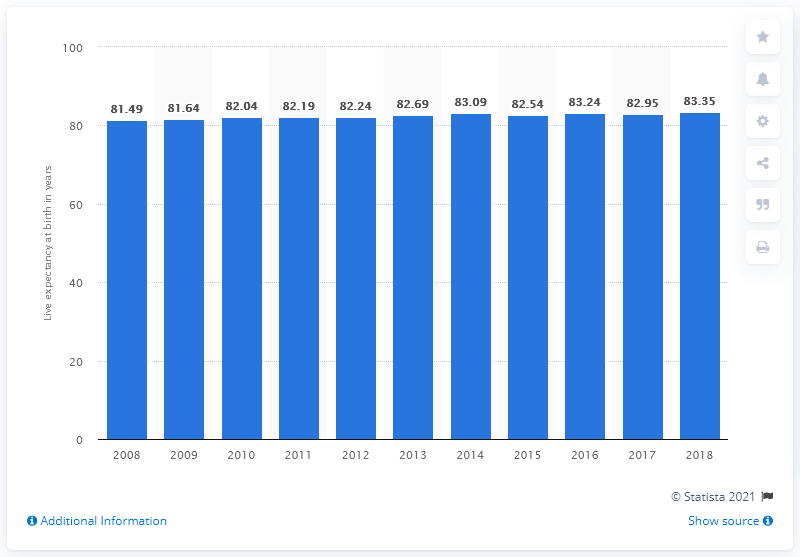 100
80
60
40
20
0
Live expectancy at birth in years
81.49 81.64 82.04 82.19 82.24 82.69 83.09 82.54 83.24 82.95 83.35
2008 2009 2010 2011 2012 2013 2014 2015 2016 2017 2018
© Statista 2021
Additional Information
Show source